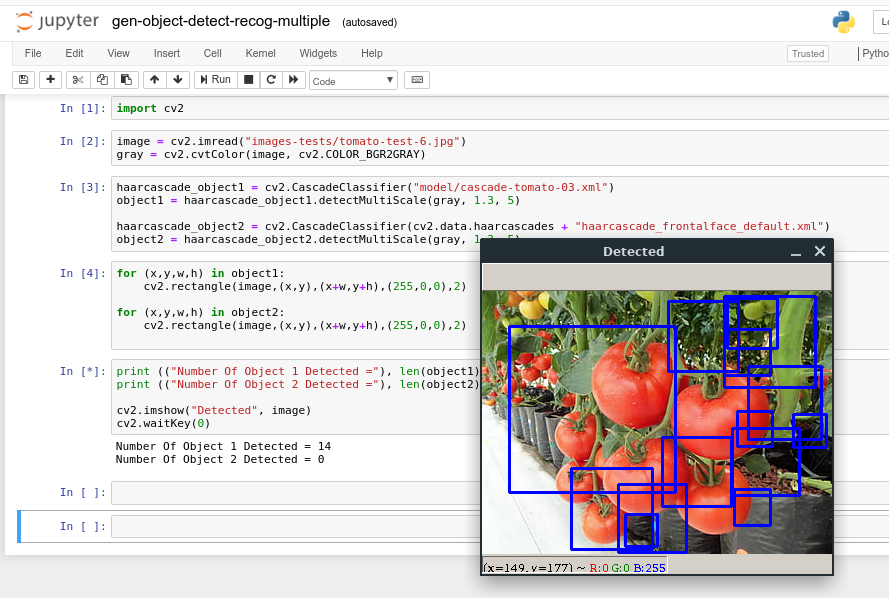 jupyter gen-object-detect-recog-multiple (autosaved)
File Edit View Insert Cell Kernel Widgets Help Trusted
Run Code
In [1]: import cv2
In [2]: image = cv2.imread("images-tests/tomato-test-6.jpg")
gray = cv2.cvtColor(image, cv2.COLOR_BGR2GRAY)
In [3]: haarcascade_object1 = cv2.CascadeClassifier("model/cascade-tomato-03.xml")
object1 = haarcascade_object1.detectMultiScale(gray, 1.3, 5)
haarcascade_object2 = cv2.CascadeClassifier(cv2.data.haarcascades + "haarcascade_frontalface_default.xml")
object2 = haarcascade_object2.detectMultiScale(gray,
Detected
In [4]: for (x,y,w,h) in object1:
cv2.rectangle(image,(x,y),(x+w,y+h),(255,0,0),2)
for (x,y,w,h) in object2:
cv2.rectangle(image,(x,y),(x+w,y+h),(255,0,0),2)
In [*]: print (("Number Of Object 1 Detected ="), len(object1)
print (("Number Of Object 2 Detected ="), len(object2)
cv2.imshow("Detected", image)
cv2.waitKey(0)
Number Of Object 1 Detected = 14
Number Of Object 2 Detected = 0
In [ ]:
In [ ]:
(x=149, y=177) ~ R:0 G:0 B:255